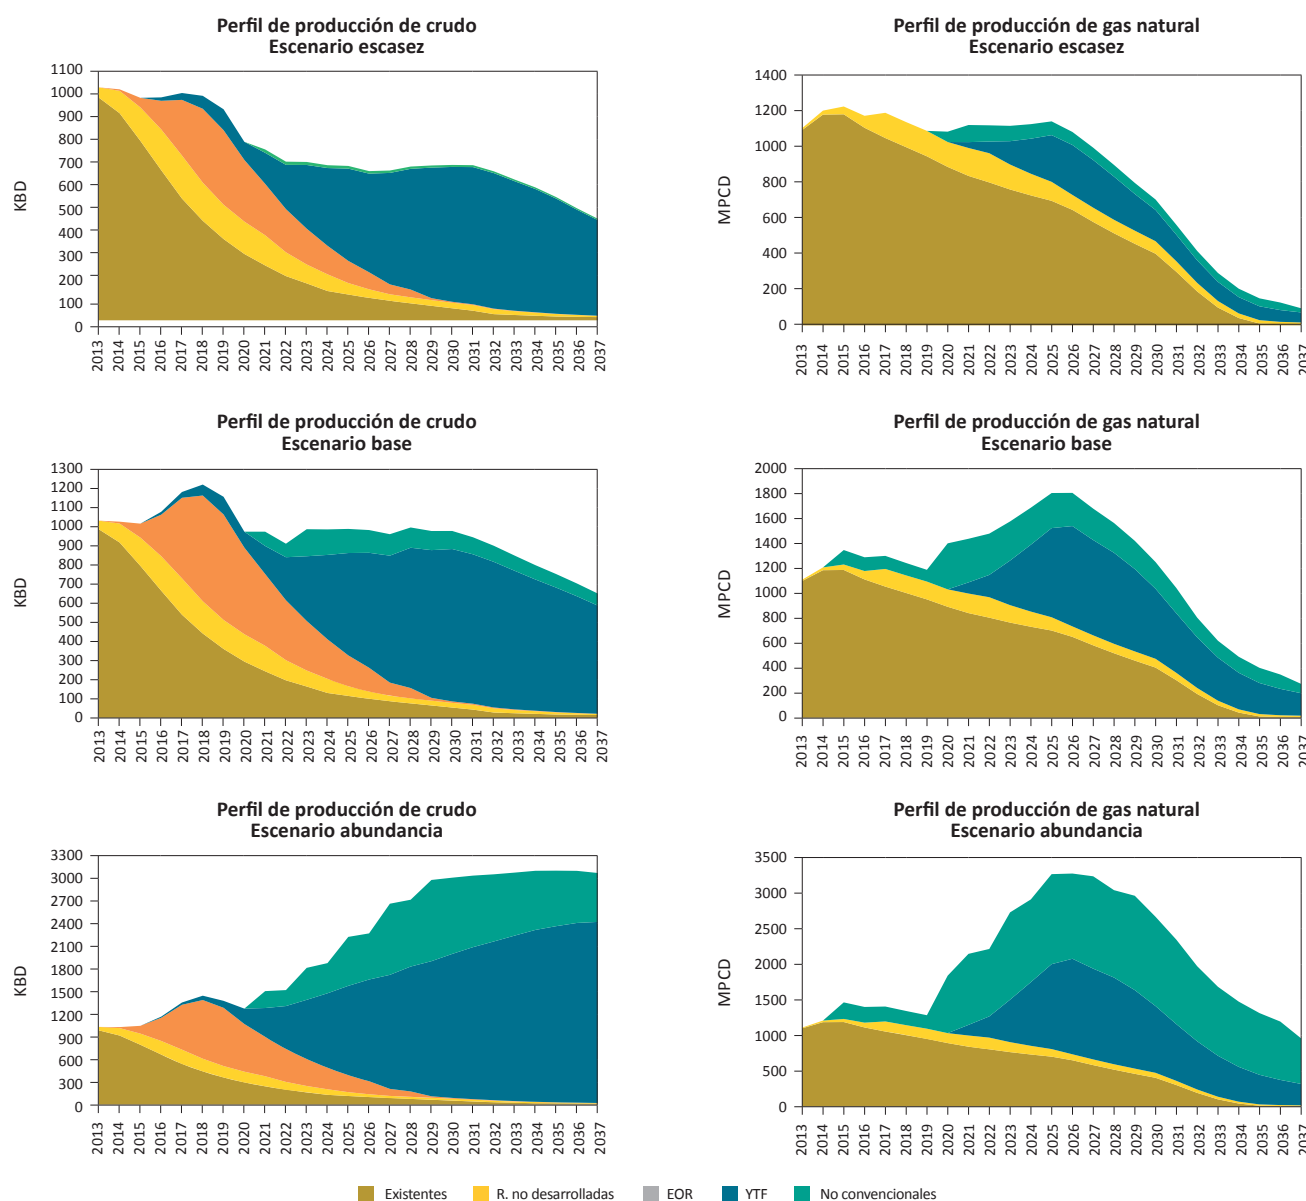 Perfil de producción de crudo
Escenario escasez
KBD
1100
1000
900
800
700
600
500
400
300
200
100
0
2013 2014 2015 2016 2017 2018 2019 2020 2021 2022 2023 2024 2025 2026 2027 2028 2029 2030 2031 2032 2033 2034 2035 2036 2037
Perfil de producción de gas natural
Escenario escasez
MPCD
1400
1200
1000
800
600
400
200
0
2013 2014 2015 2016 2017 2018 2019 2020 2021 2022 2023 2024 2025 2026 2027 2028 2029 2030 2031 2032 2033 2034 2035 2036 2037
Perfil de producción de crudo
Escenario base
KBD
1300
1200
1100
1000
900
800
700
600
500
400
300
200
100
0
2013 2014 2015 2016 2017 2018 2019 2020 2021 2022 2023 2024 2025 2026 2027 2028 2029 2030 2031 2032 2033 2034 2035 2036 2037
Perfil de producción de gas natural
Escenario base
MPCD
2000
1800
1600
1400
1200
1000
800
600
400
200
0
2013 2014 2015 2016 2017 2018 2019 2020 2021 2022 2023 2024 2025 2026 2027 2028 2029 2030 2031 2032 2033 2034 2035 2036 2037
Perfil de producción de crudo
Escenario abundancia
KBD
3300
3000
2700
2400
2100
1800
1500
1200
900
600
300
0
2013 2014 2015 2016 2017 2018 2019 2020 2021 2022 2023 2024 2025 2026 2027 2028 2029 2030 2031 2032 2033 2034 2035 2036 2037
Perfil de producción de gas natural
Escenario abundancia
MPCD
3500
3000
2500
2000
1500
1000
500
0
2013 2014 2015 2016 2017 2018 2019 2020 2021 2022 2023 2024 2025 2026 2027 2028 2029 2030 2031 2032 2033 2034 2035 2036 2037
Existentes R. no desarrolladas EOR YTF No convencionales